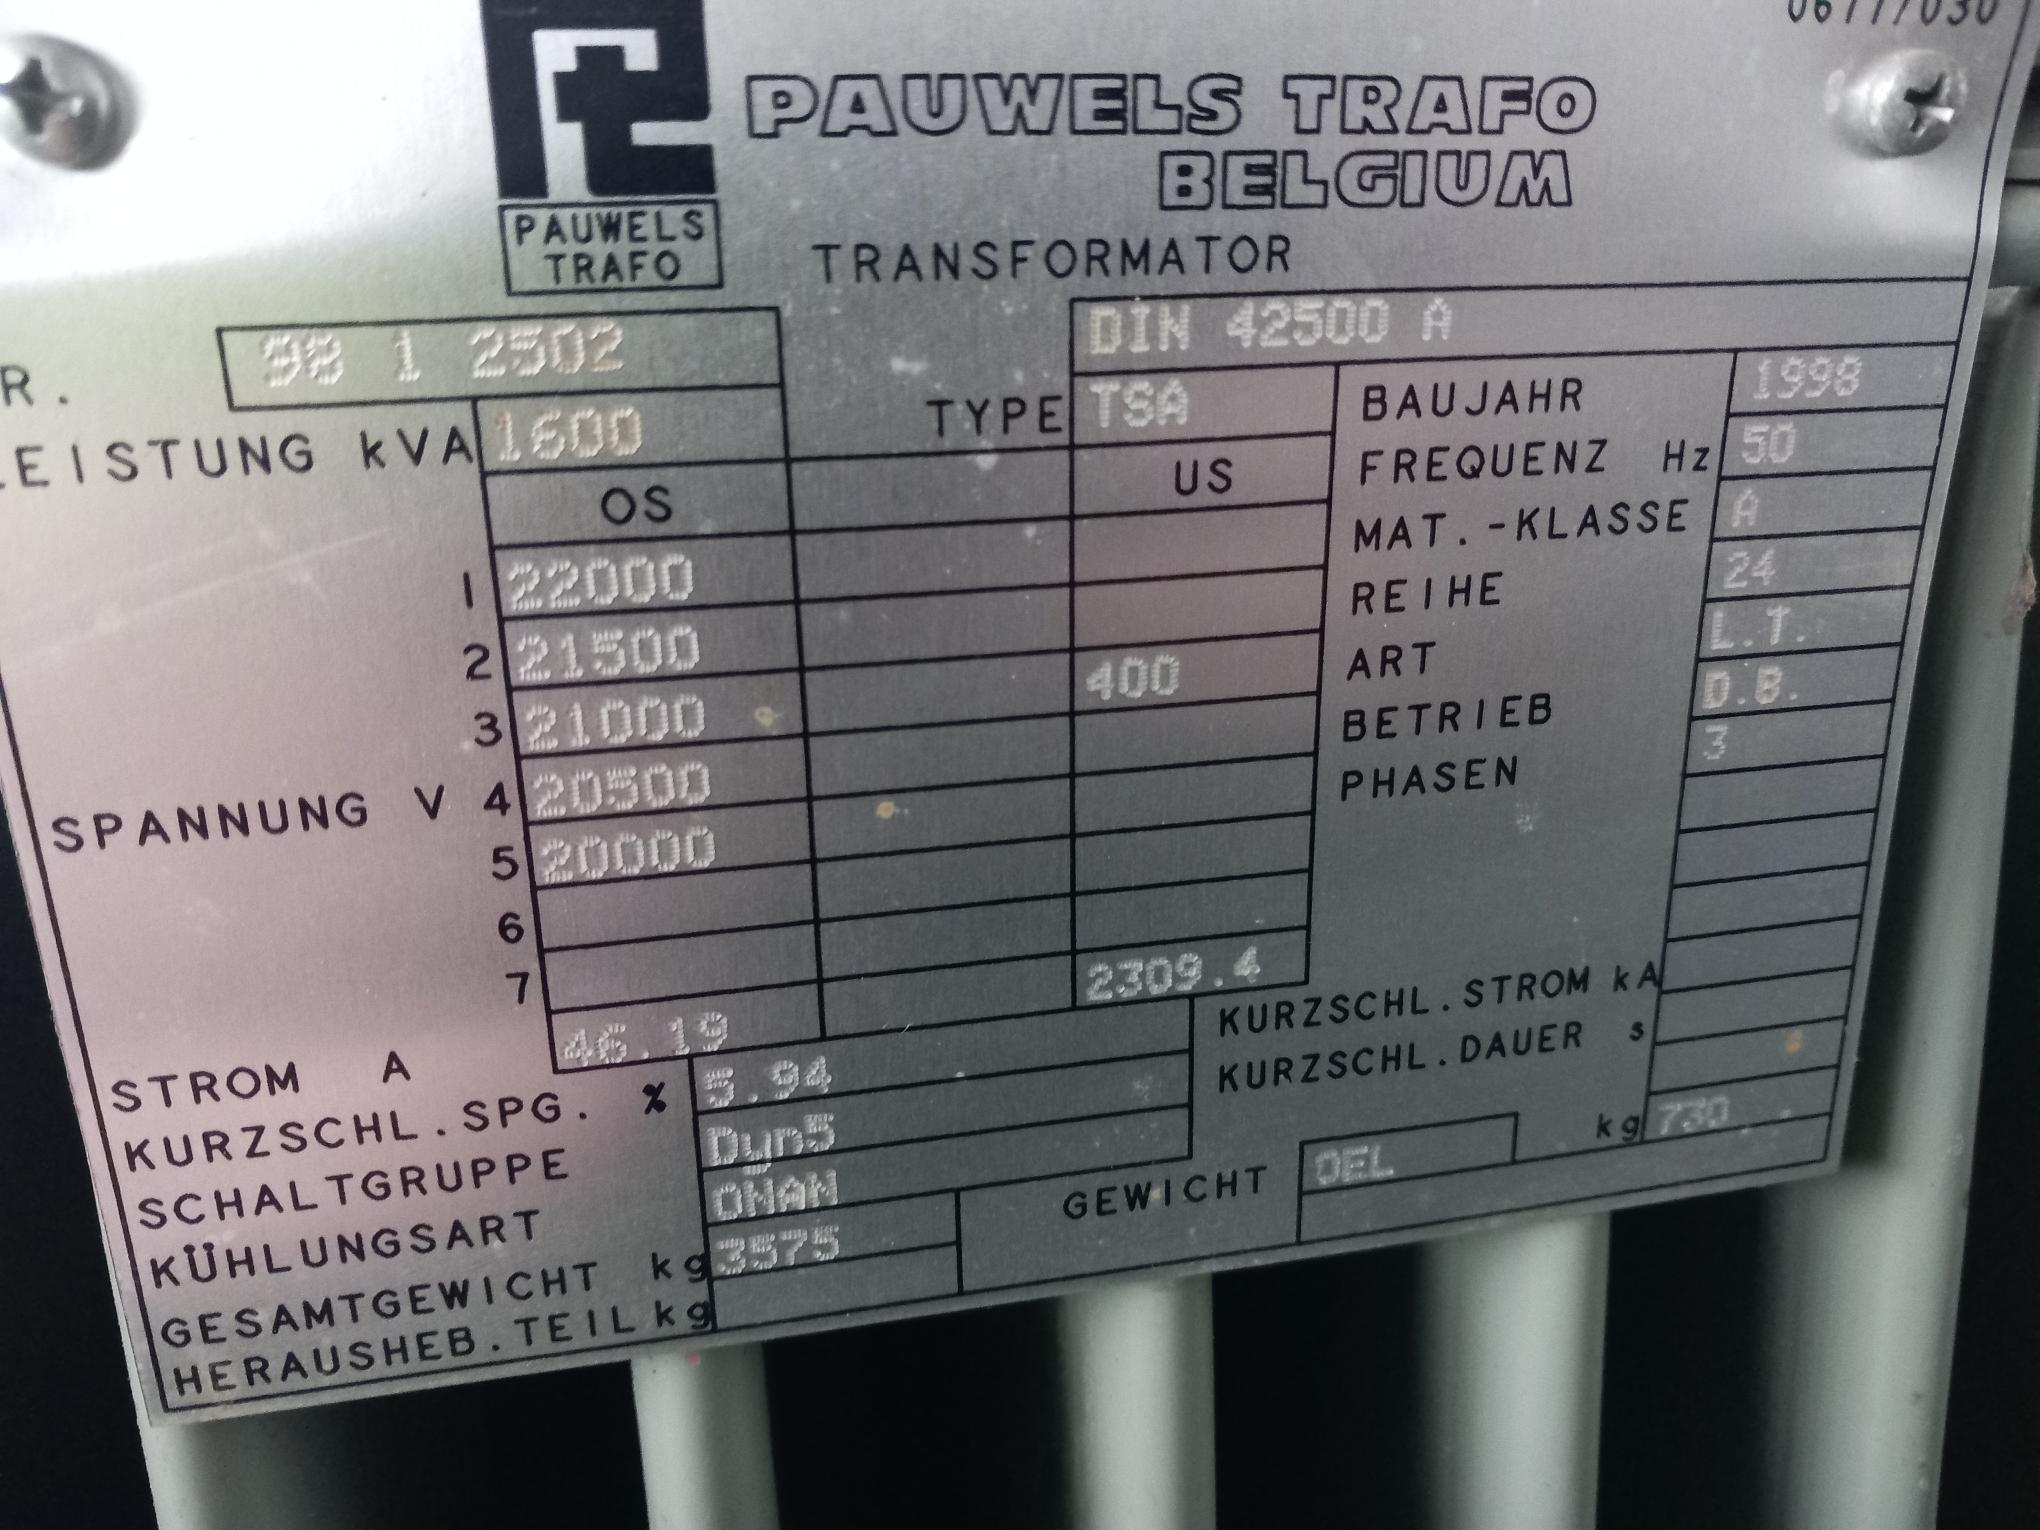 PAUWELS TRAFO
BELGIUM
PAUWELS
TRAFO
TRANSFORMATOR
R. 98 1 2502
TYPE DIN 42500 A
TSA
LEISTUNG kVA 1600
OS US
1 22000
2 21500
3 21000 400
SPANNUNG V 4 20500
5 20000
6
7
STROM A 46.19 2309.4
KURZSCHL.SPG. % 5.94
SCHALTGRUPPE Dyn5
KÜHLUNGSART ONAN
GESAMTGEWICHT kg 3575
HERAUSHEB.TEIL kg
BAUJAHR 1998
FREQUENZ Hz 50
MAT.-KLASSE A
REIHE 24
ART L.T.
BETRIEB D.B.
PHASEN 3
KURZSCHL.STROM kA
KURZSCHL.DAUER s
GEWICHT OEL kg 730